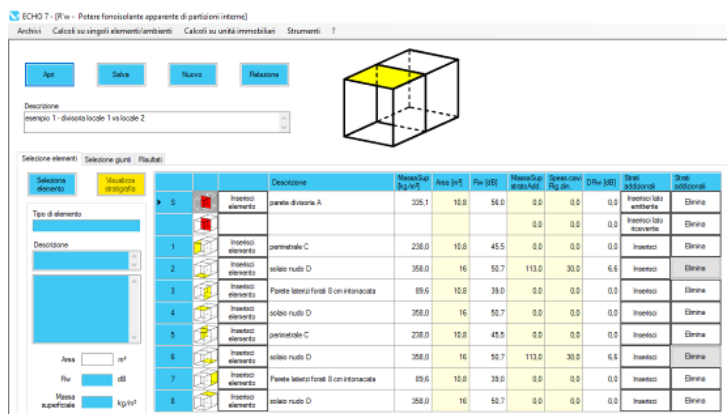 ECHO 7 - [R'w - Potere fonoisolante apparente di partizioni interne]
Archivi Calcoli su singoli elementi/ambienti Calcoli su unità immobiliari Strumenti ?
Apri Salva Nuovo Relazione
Descrizione
esempio 1 - divisoria locale 1 vs locale 2
Selezione elementi Selezione giunti Risultati
Seleziona elemento Visualizza stratigrafia
Tipo di elemento
Descrizione
Area m²
Rw dB
Massa superficiale kg/m²
Descrizione MassaSup [kg/m²] Area [m²] Rw [dB] MassaSup stratoAdd. Spess.cavi Rig.din. DRw [dB] Strati addizionali Strati addizionali
S Inserisci elemento parete divisoria A 335,1 10,8 56,0 0,0 0,0 0,0 Inserisci lato emittente Elimina
0,0 0,0 0,0 Inserisci lato ricevente Elimina
1 Inserisci elemento perimetrale C 238,0 10,8 45,5 0,0 0,0 0,0 Inserisci Elimina
2 Inserisci elemento solaio nudo D 358,0 16 50,7 113,0 30,0 6,6 Inserisci Elimina
3 Inserisci elemento Parete laterizi forati 8 cm intonacata 89,6 10,8 39,0 0,0 0,0 0,0 Inserisci Elimina
4 Inserisci elemento solaio nudo D 358,0 16 50,7 0,0 0,0 0,0 Inserisci Elimina
5 Inserisci elemento perimetrale C 238,0 10,8 45,5 0,0 0,0 0,0 Inserisci Elimina
6 Inserisci elemento solaio nudo D 358,0 16 50,7 113,0 30,0 6,6 Inserisci Elimina
7 Inserisci elemento Parete laterizi forati 8 cm intonacata 89,6 10,8 39,0 0,0 0,0 0,0 Inserisci Elimina
8 Inserisci elemento solaio nudo D 358,0 16 50,7 0,0 0,0 0,0 Inserisci Elimina